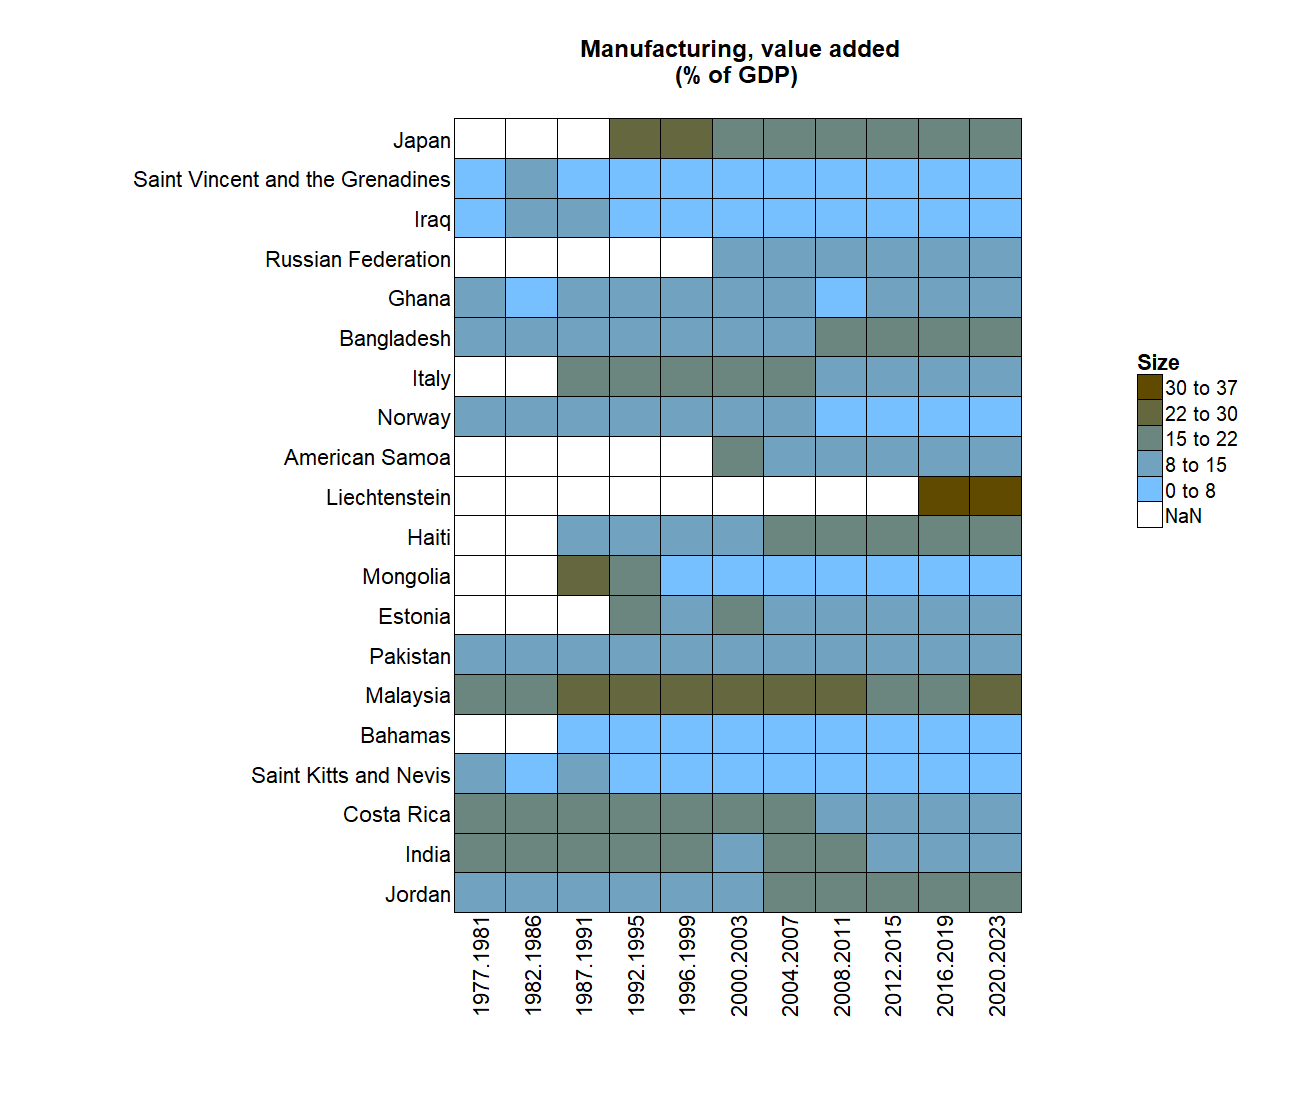 Manufacturing, value added
(% of GDP)
Japan
Saint Vincent and the Grenadines
Iraq
Russian Federation
Ghana
Bangladesh
Italy
Norway
American Samoa
Liechtenstein
Haiti
Mongolia
Estonia
Pakistan
Malaysia
Bahamas
Saint Kitts and Nevis
Costa Rica
India
Jordan
1977.1981
1982.1986
1987.1991
1992.1995
1996.1999
2000.2003
2004.2007
2008.2011
2012.2015
2016.2019
2020.2023
Size
30 to 37
22 to 30
15 to 22
8 to 15
0 to 8
NaN